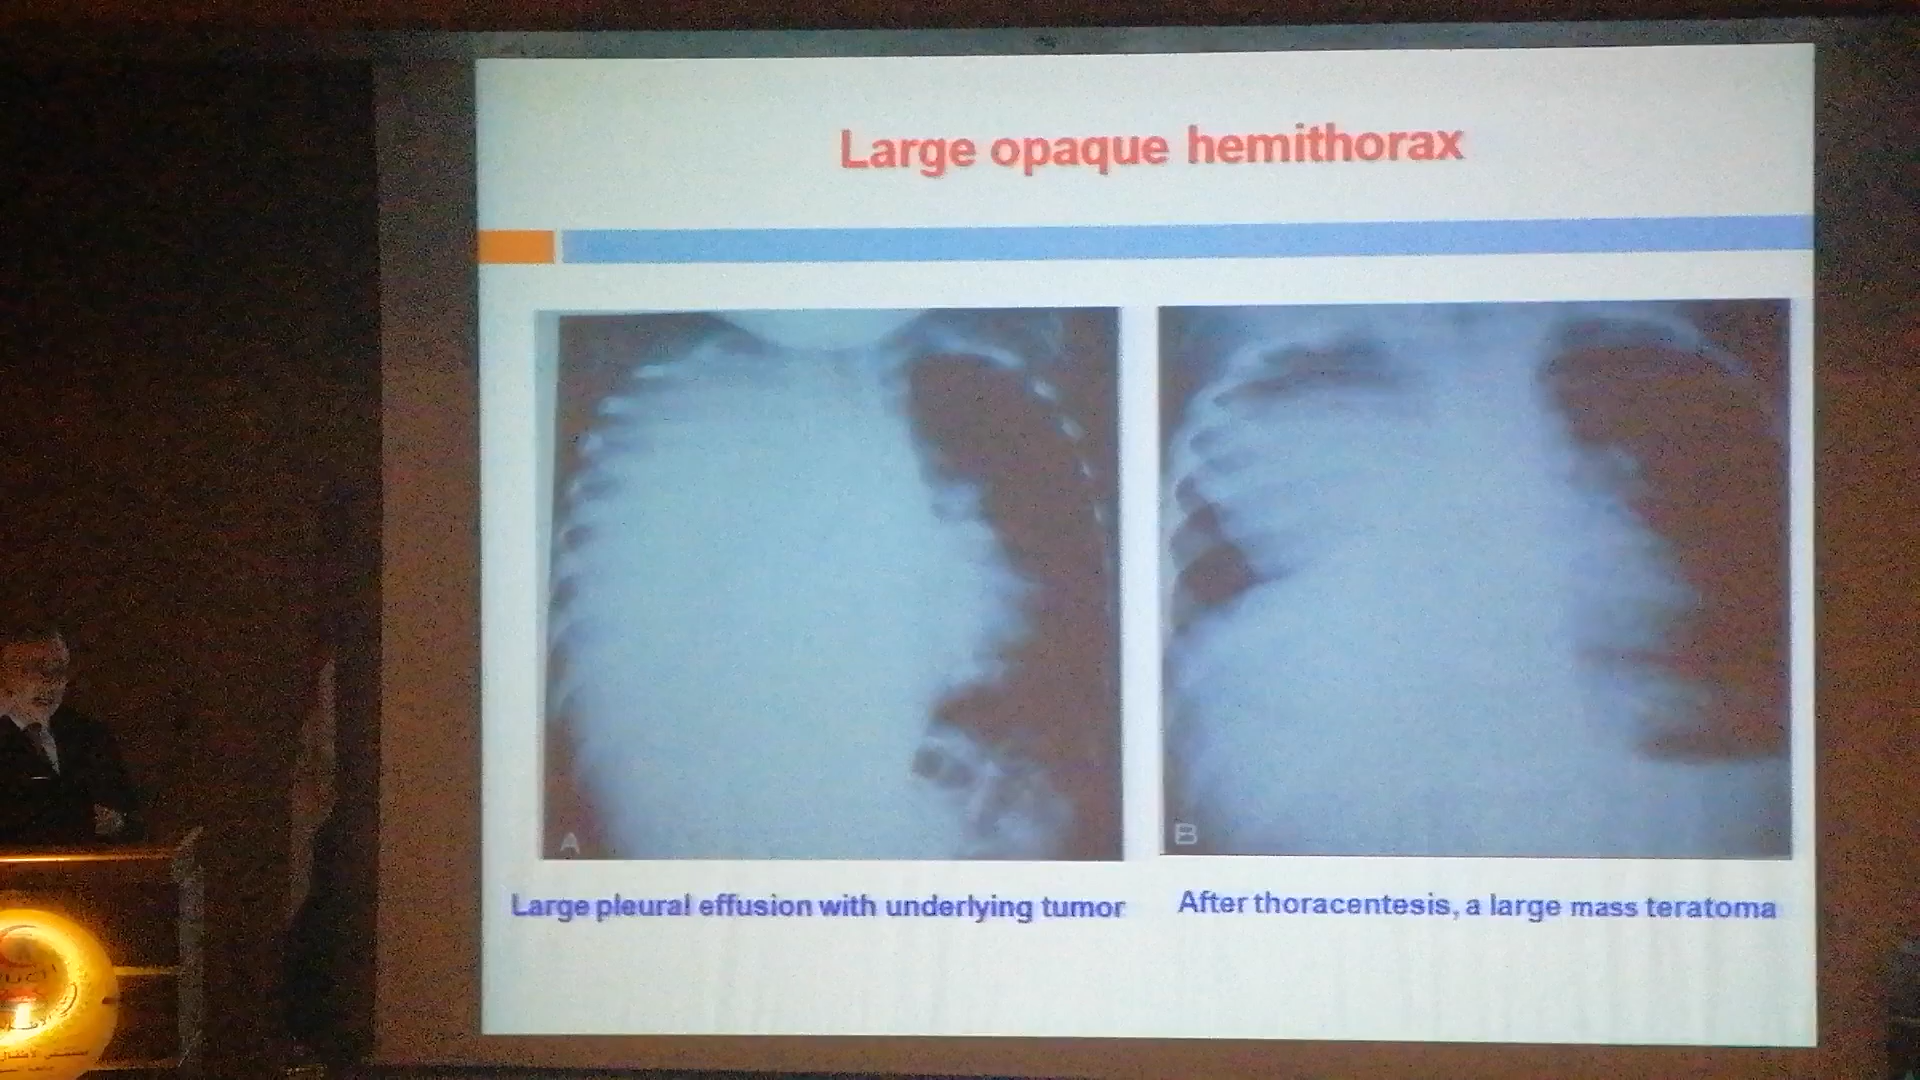 Large opaque hemithorax
A
B
Large pleural effusion with underlying tumor
After thoracentesis, a large mass teratoma